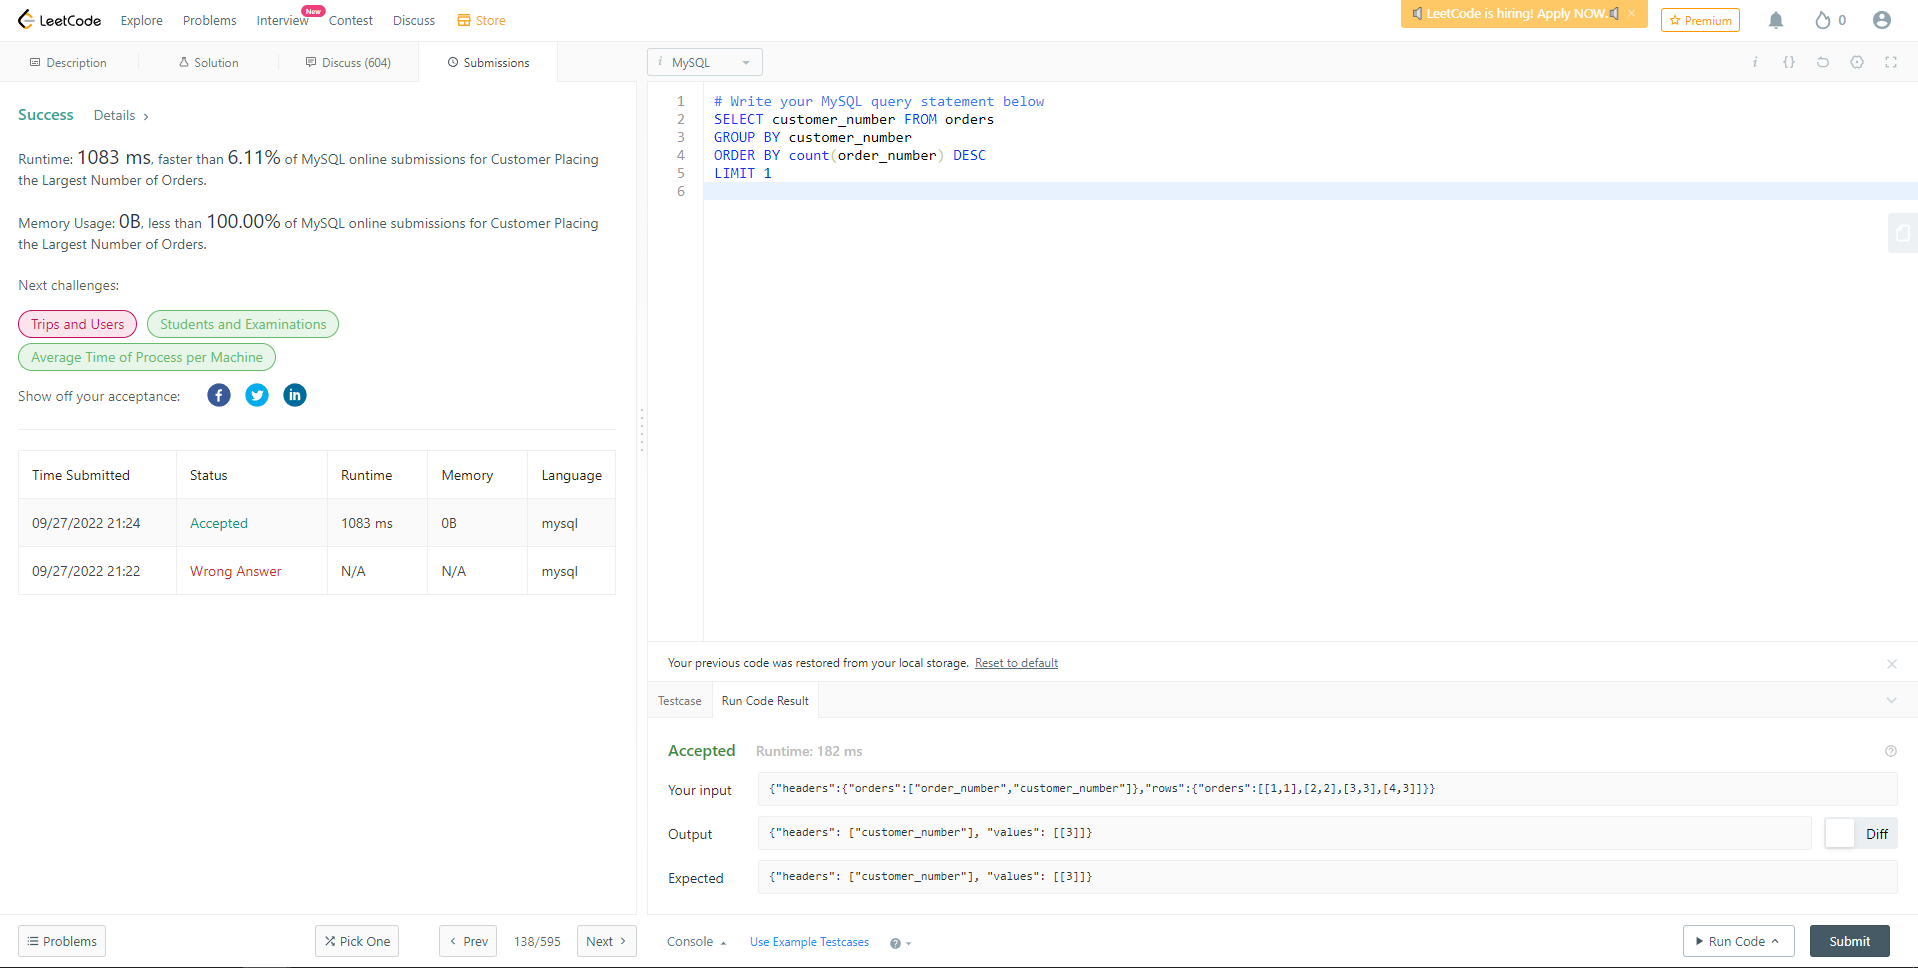 LeetCode
Explore
Problems
Interview
New
Contest
Discuss
Store
LeetCode is hiring! Apply NOW.
Premium
0
Description
Solution
Discuss (604)
Submissions
i MySQL
i
{}
Success
Details
Runtime: 1083 ms, faster than 6.11% of MySQL online submissions for Customer Placing
the Largest Number of Orders.
Memory Usage: 0B, less than 100.00% of MySQL online submissions for Customer Placing
the Largest Number of Orders.
Next challenges:
Trips and Users
Students and Examinations
Average Time of Process per Machine
Show off your acceptance:
f
in
Time Submitted Status Runtime Memory Language
09/27/2022 21:24 Accepted 1083 ms 0B mysql
09/27/2022 21:22 Wrong Answer N/A N/A mysql
1 # Write your MySQL query statement below
2 SELECT customer_number FROM orders
3 GROUP BY customer_number
4 ORDER BY count(order_number) DESC
5 LIMIT 1
6
Your previous code was restored from your local storage. Reset to default
Testcase
Run Code Result
Accepted Runtime: 182 ms
?
Your input {"headers":{"orders":["order_number","customer_number"]},"rows":{"orders":[[1,1],[2,2],[3,3],[4,3]]}}
Output {"headers": ["customer_number"], "values": [[3]]}
Diff
Expected {"headers": ["customer_number"], "values": [[3]]}
Problems
Pick One
Prev
138/595
Next
Console
Use Example Testcases
?
Run Code
Submit